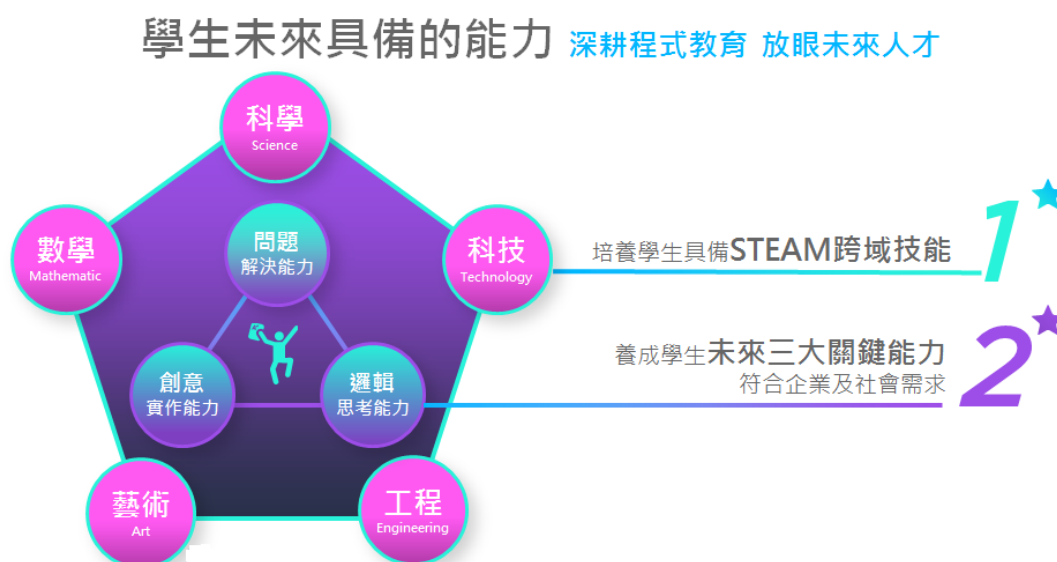 學生未來具備的能力 深耕程式教育 放眼未來人才
科學
Science
數學
Mathematic
科技
Technology
問題
解決能力
創意
實作能力
邏輯
思考能力
藝術
Art
工程
Engineering
培養學生具備STEAM跨域技能
1
養成學生未來三大關鍵能力
符合企業及社會需求
2